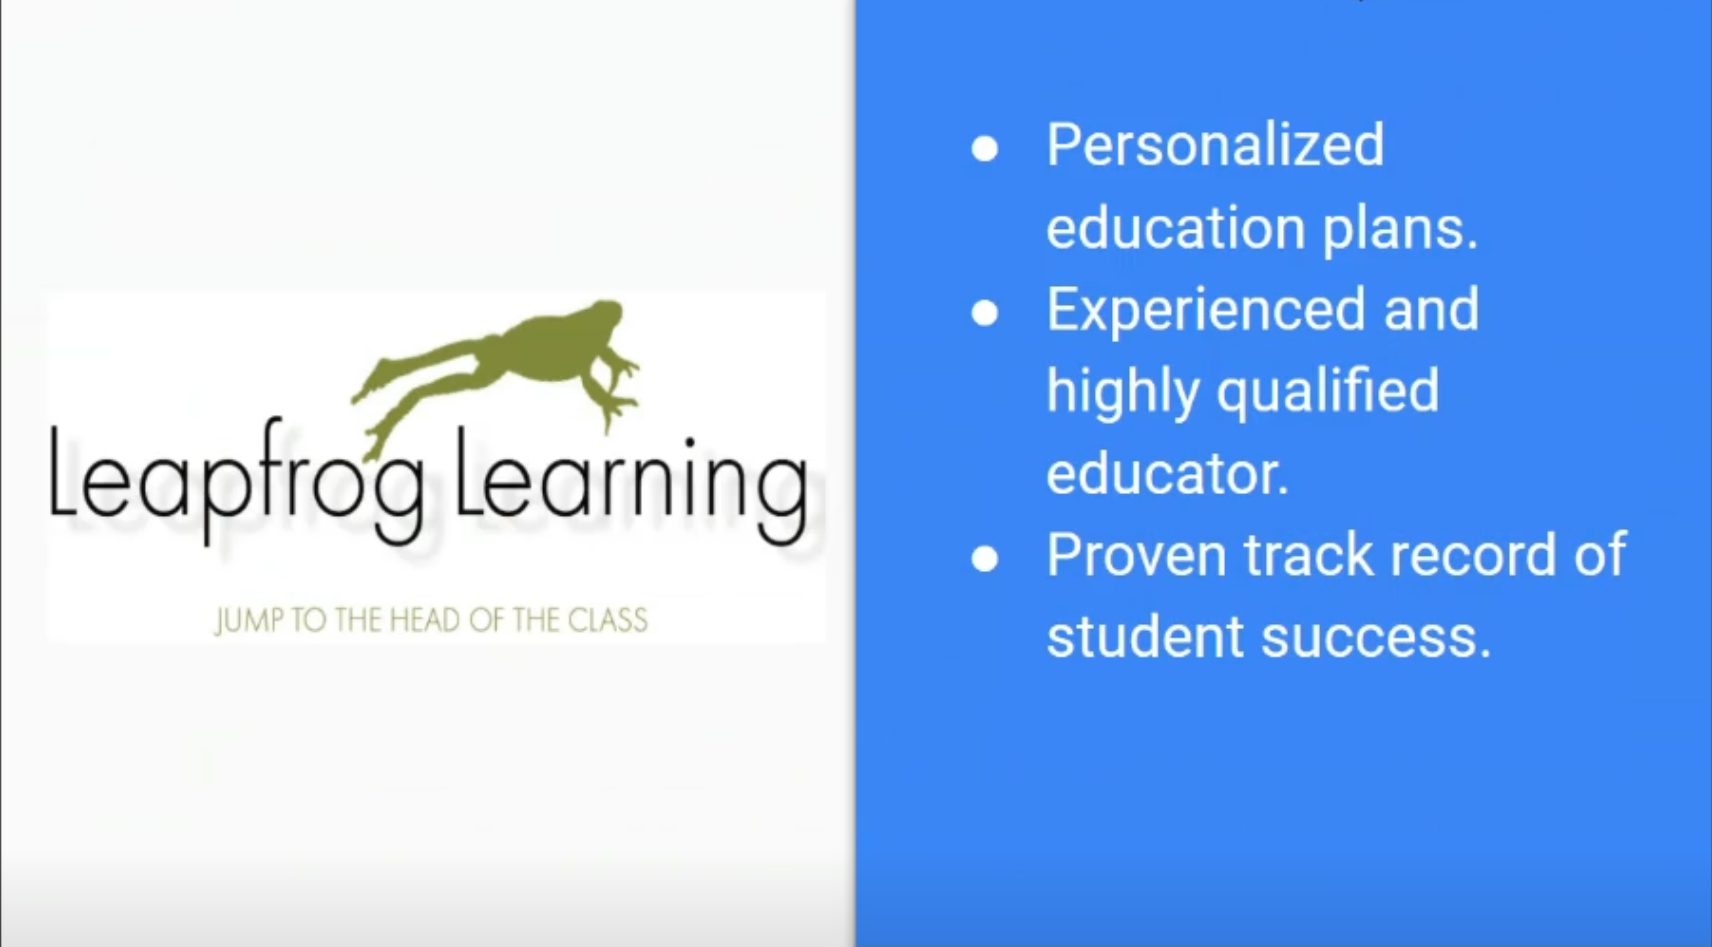 Leapfrog Learning
JUMP TO THE HEAD OF THE CLASS
● Personalized
education plans.
● Experienced and
highly qualified
educator.
● Proven track record of
student success.